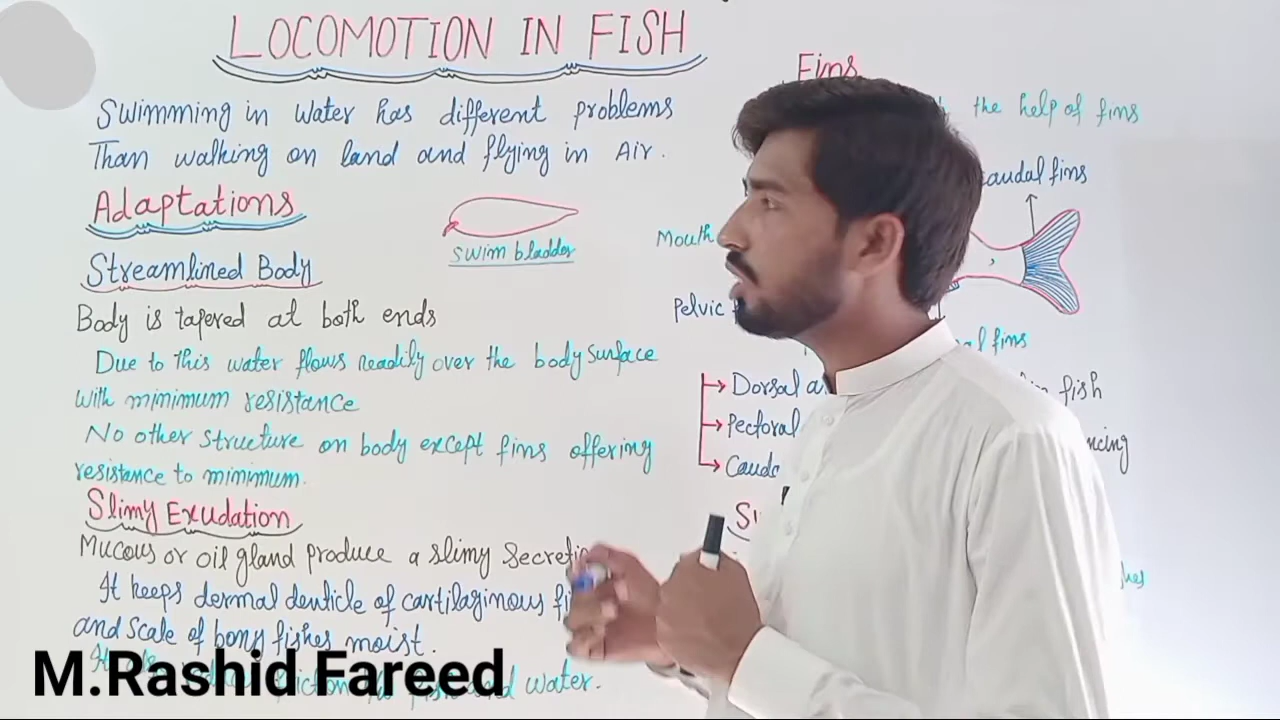 LOCOMOTION IN FISH
Swimming in water has different problems
Than walking on land and flying in Air.
Adaptations
swim bladder
Streamlined Body
Body is tapered at both ends
Due to this water flows readily over the body surface
with minimum resistance
No other structure on body except fins offering
resistance to minimum.
Slimy Exudation
Mucous or oil gland produce a slimy
It keeps dermal denticle of cartilaginous
and scale of bony fishes moist.
and water.
M.Rashid Fareed
Fins
the help of fins
caudal fins
Mouth
Pelvic
fins
Dorsal
fish
Pectoral